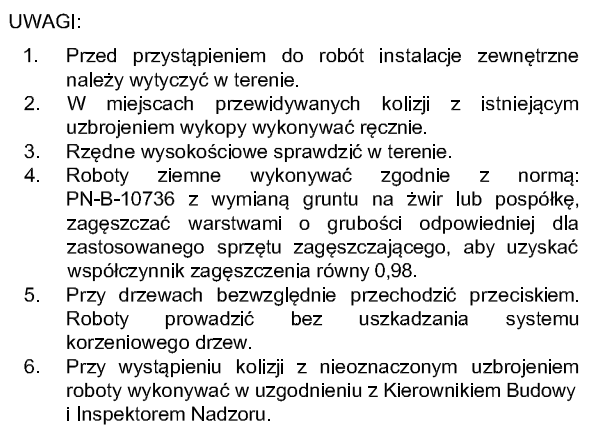 UWAGI:
1. Przed przystąpieniem do robót instalacje zewnętrzne
należy wytyczyć w terenie.
2. W miejscach przewidywanych kolizji z istniejącym
uzbrojeniem wykopy wykonywać ręcznie.
3. Rzędne wysokościowe sprawdzić w terenie.
4. Roboty ziemne wykonywać zgodnie z normą:
PN-B-10736 z wymianą gruntu na żwir lub pospółkę,
zagęszczać warstwami o grubości odpowiedniej dla
zastosowanego sprzętu zagęszczającego, aby uzyskać
współczynnik zagęszczenia równy 0,98.
5. Przy drzewach bezwzględnie przechodzić przeciskiem.
Roboty prowadzić bez uszkadzania systemu
korzeniowego drzew.
6. Przy wystąpieniu kolizji z nieoznaczonym uzbrojeniem
roboty wykonywać w uzgodnieniu z Kierownikiem Budowy
i Inspektorem Nadzoru.